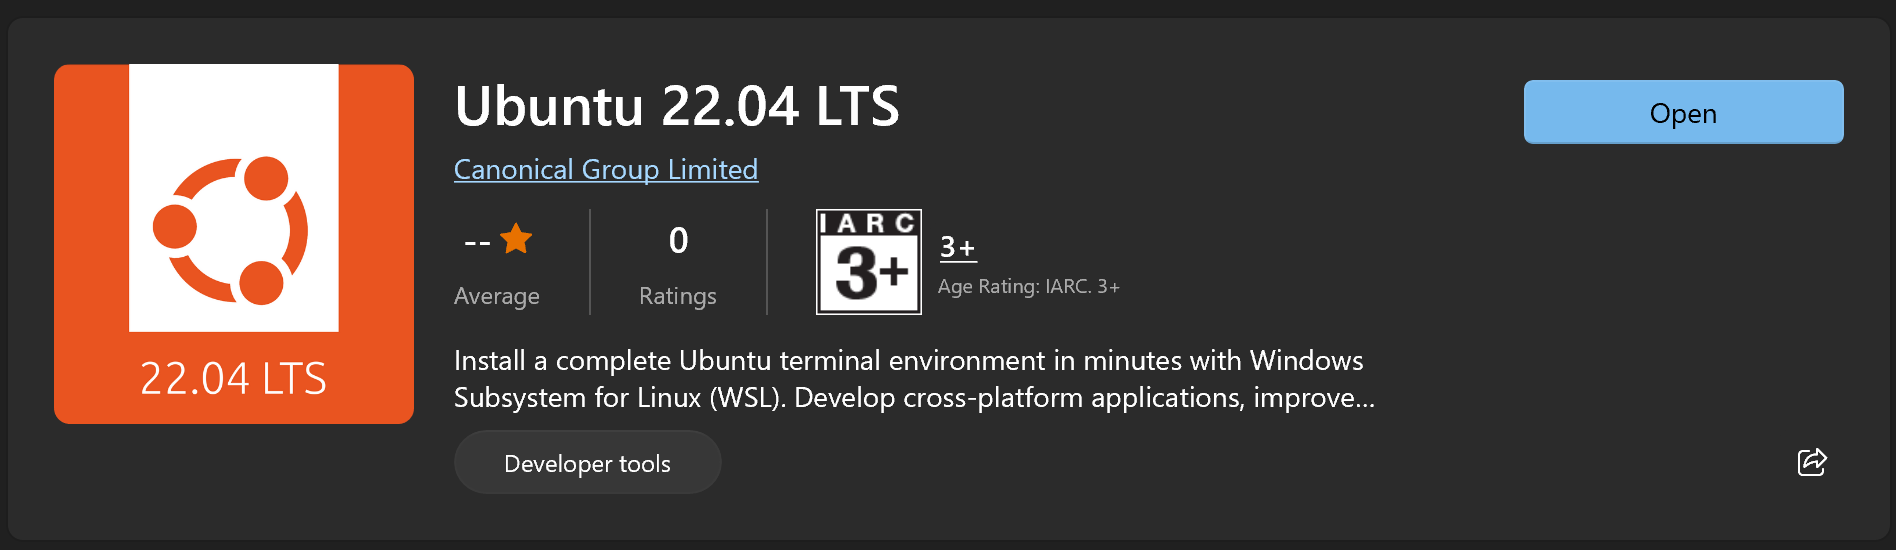 22.04 LTS
Ubuntu 22.04 LTS
Canonical Group Limited
--
Average
0
Ratings
IARC
3+
3+
Age Rating: IARC. 3+
Install a complete Ubuntu terminal environment in minutes with Windows
Subsystem for Linux (WSL). Develop cross-platform applications, improve...
Developer tools
Open